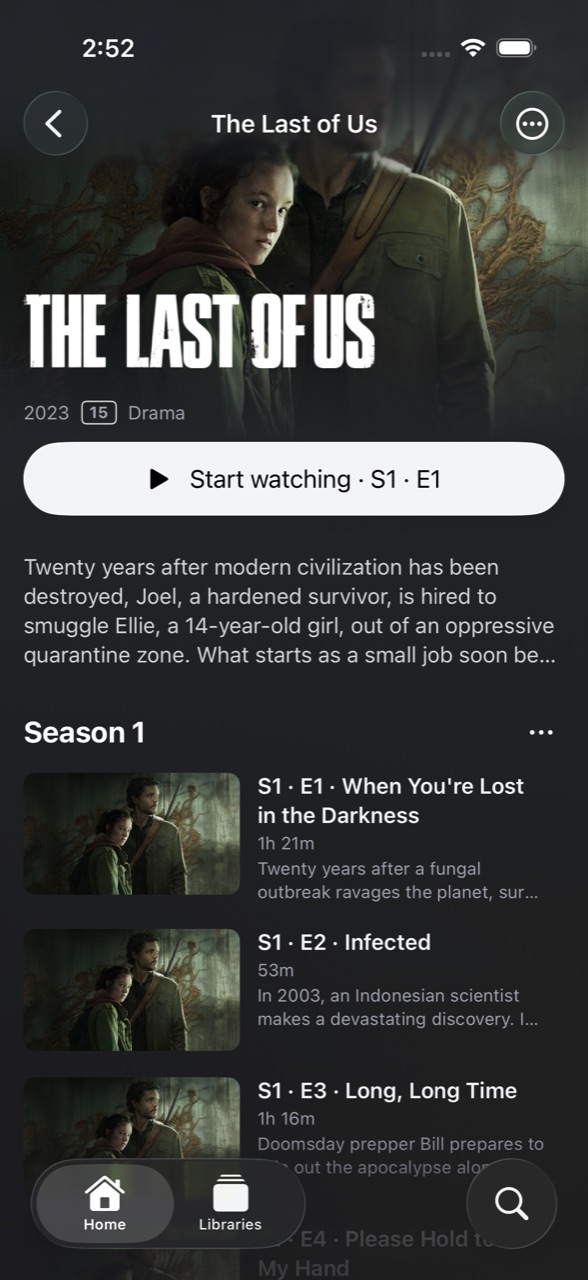 2:52
The Last of Us
THE LAST OF US
2023 15 Drama
Start watching · S1 · E1
Twenty years after modern civilization has been
destroyed, Joel, a hardened survivor, is hired to
smuggle Ellie, a 14-year-old girl, out of an oppressive
quarantine zone. What starts as a small job soon be...
Season 1
S1 · E1 · When You're Lost
in the Darkness
1h 21m
Twenty years after a fungal
outbreak ravages the planet, sur...
S1 · E2 · Infected
53m
In 2003, an Indonesian scientist
makes a devastating discovery. I...
S1 · E3 · Long, Long Time
1h 16m
Doomsday prepper Bill prepares to
out the apocalypse
· E4 · Please Hold
My Hand
Home
Libraries